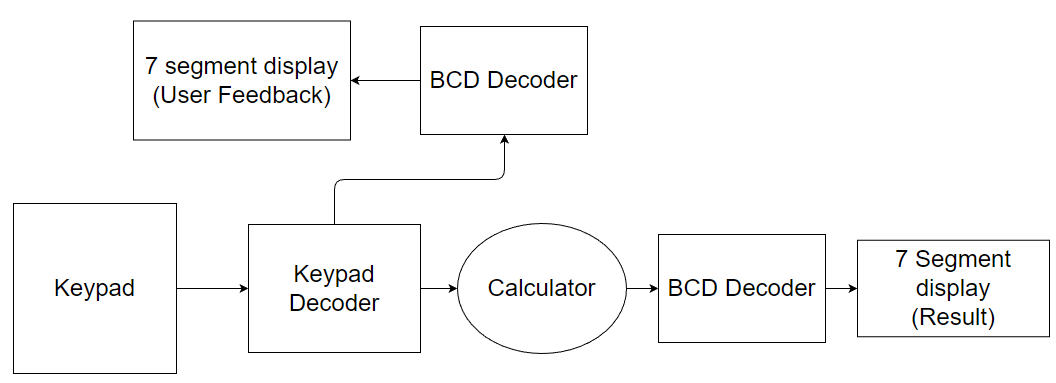 7 segment display
(User Feedback)
BCD Decoder
Keypad
Keypad
Decoder
Calculator
BCD Decoder
7 Segment
display
(Result)